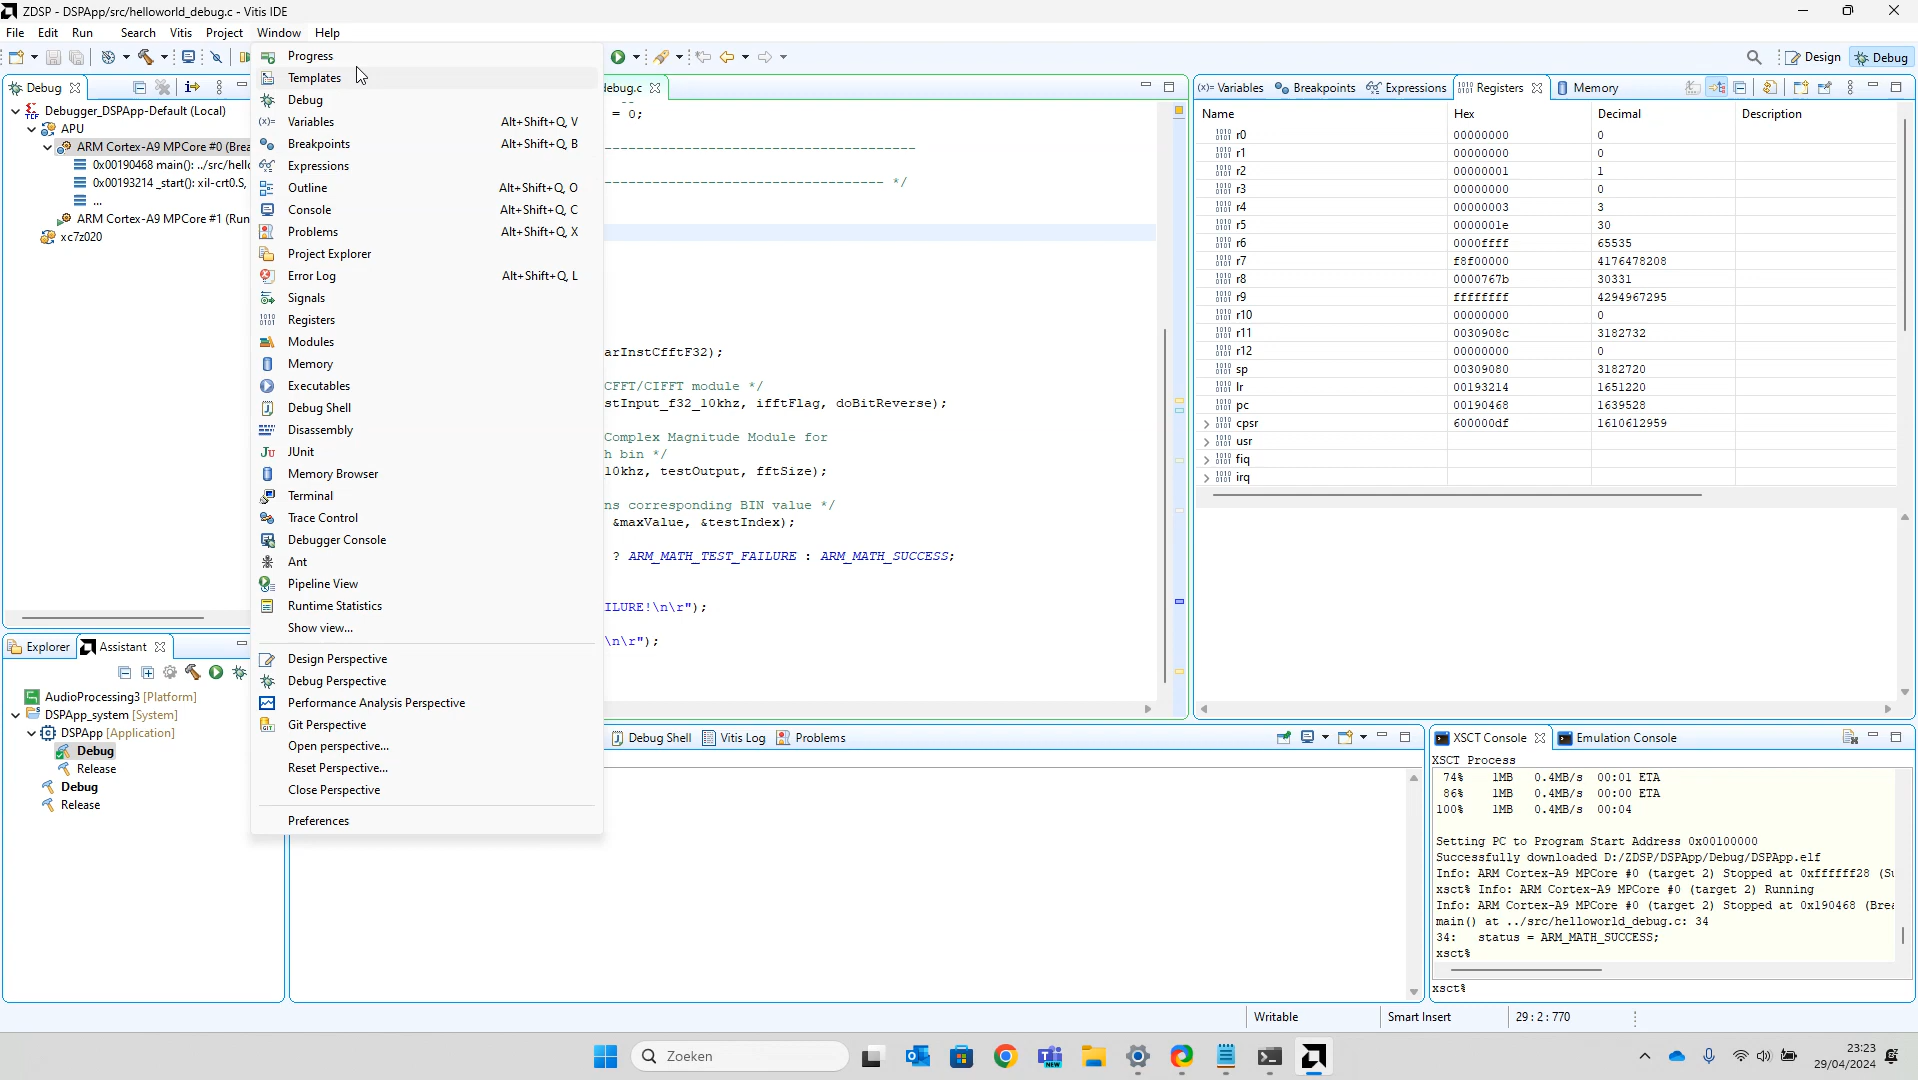 ZDSP - DSPApp/src/helloworld_debug.c - Vitis IDE
File Edit Run Search Vitis Project Window Help
Design Debug
Debug
Debugger_DSPApp-Default (Local)
APU
ARM Cortex-A9 MPCore #0 (Brea
0x00190468 main(): ../src/hello
0x00193214 _start(): xil-crt0.S,
...
ARM Cortex-A9 MPCore #1 (Run
xc7z020
Explorer Assistant
AudioProcessing3 [Platform]
DSPApp_system [System]
DSPApp [Application]
Debug
Release
Debug
Release
Progress
Templates
Debug
Variables Alt+Shift+Q, V
Breakpoints Alt+Shift+Q, B
Expressions
Outline Alt+Shift+Q, O
Console Alt+Shift+Q, C
Problems Alt+Shift+Q, X
Project Explorer
Error Log Alt+Shift+Q, L
Signals
Registers
Modules
Memory
Executables
Debug Shell
Disassembly
JUnit
Memory Browser
Terminal
Trace Control
Debugger Console
Ant
Pipeline View
Runtime Statistics
Show view...
Design Perspective
Debug Perspective
Performance Analysis Perspective
Git Perspective
Open perspective...
Reset Perspective...
Close Perspective
Preferences
ebug.c
= 0;
--------------------------------------
---------------------------------- */
arInstCfftF32);
CFFT/CIFFT module */
stInput_f32_10khz, ifftFlag, doBitReverse);
Complex Magnitude Module for
h bin */
10khz, testOutput, fftSize);
ns corresponding BIN value */
&maxValue, &testIndex);
? ARM_MATH_TEST_FAILURE : ARM_MATH_SUCCESS;
ILURE!\n\r");
\n\r");
Variables Breakpoints Expressions Registers Memory
Name Hex Decimal Description
r0 00000000 0
r1 00000000 0
r2 00000001 1
r3 00000000 0
r4 00000003 3
r5 0000001e 30
r6 0000ffff 65535
r7 f8f00000 4176478208
r8 0000767b 30331
r9 ffffffff 4294967295
r10 00000000 0
r11 0030908c 3182732
r12 00000000 0
sp 00309080 3182720
lr 00193214 1651220
pc 00190468 1639528
cpsr 600000df 1610612959
usr
fiq
irq
Debug Shell Vitis Log Problems
XSCT Console Emulation Console
XSCT Process
74% 1MB 0.4MB/s 00:01 ETA
86% 1MB 0.4MB/s 00:00 ETA
100% 1MB 0.4MB/s 00:04
Setting PC to Program Start Address 0x00100000
Successfully downloaded D:/ZDSP/DSPApp/Debug/DSPApp.elf
Info: ARM Cortex-A9 MPCore #0 (target 2) Stopped at 0xffffff28 (Su
xsct% Info: ARM Cortex-A9 MPCore #0 (target 2) Running
Info: ARM Cortex-A9 MPCore #0 (target 2) Stopped at 0x190468 (Brea
main() at ../src/helloworld_debug.c: 34
34: status = ARM_MATH_SUCCESS;
xsct%
xsct%
Writable Smart Insert 29 : 2 : 770
Zoeken
23:23
29/04/2024